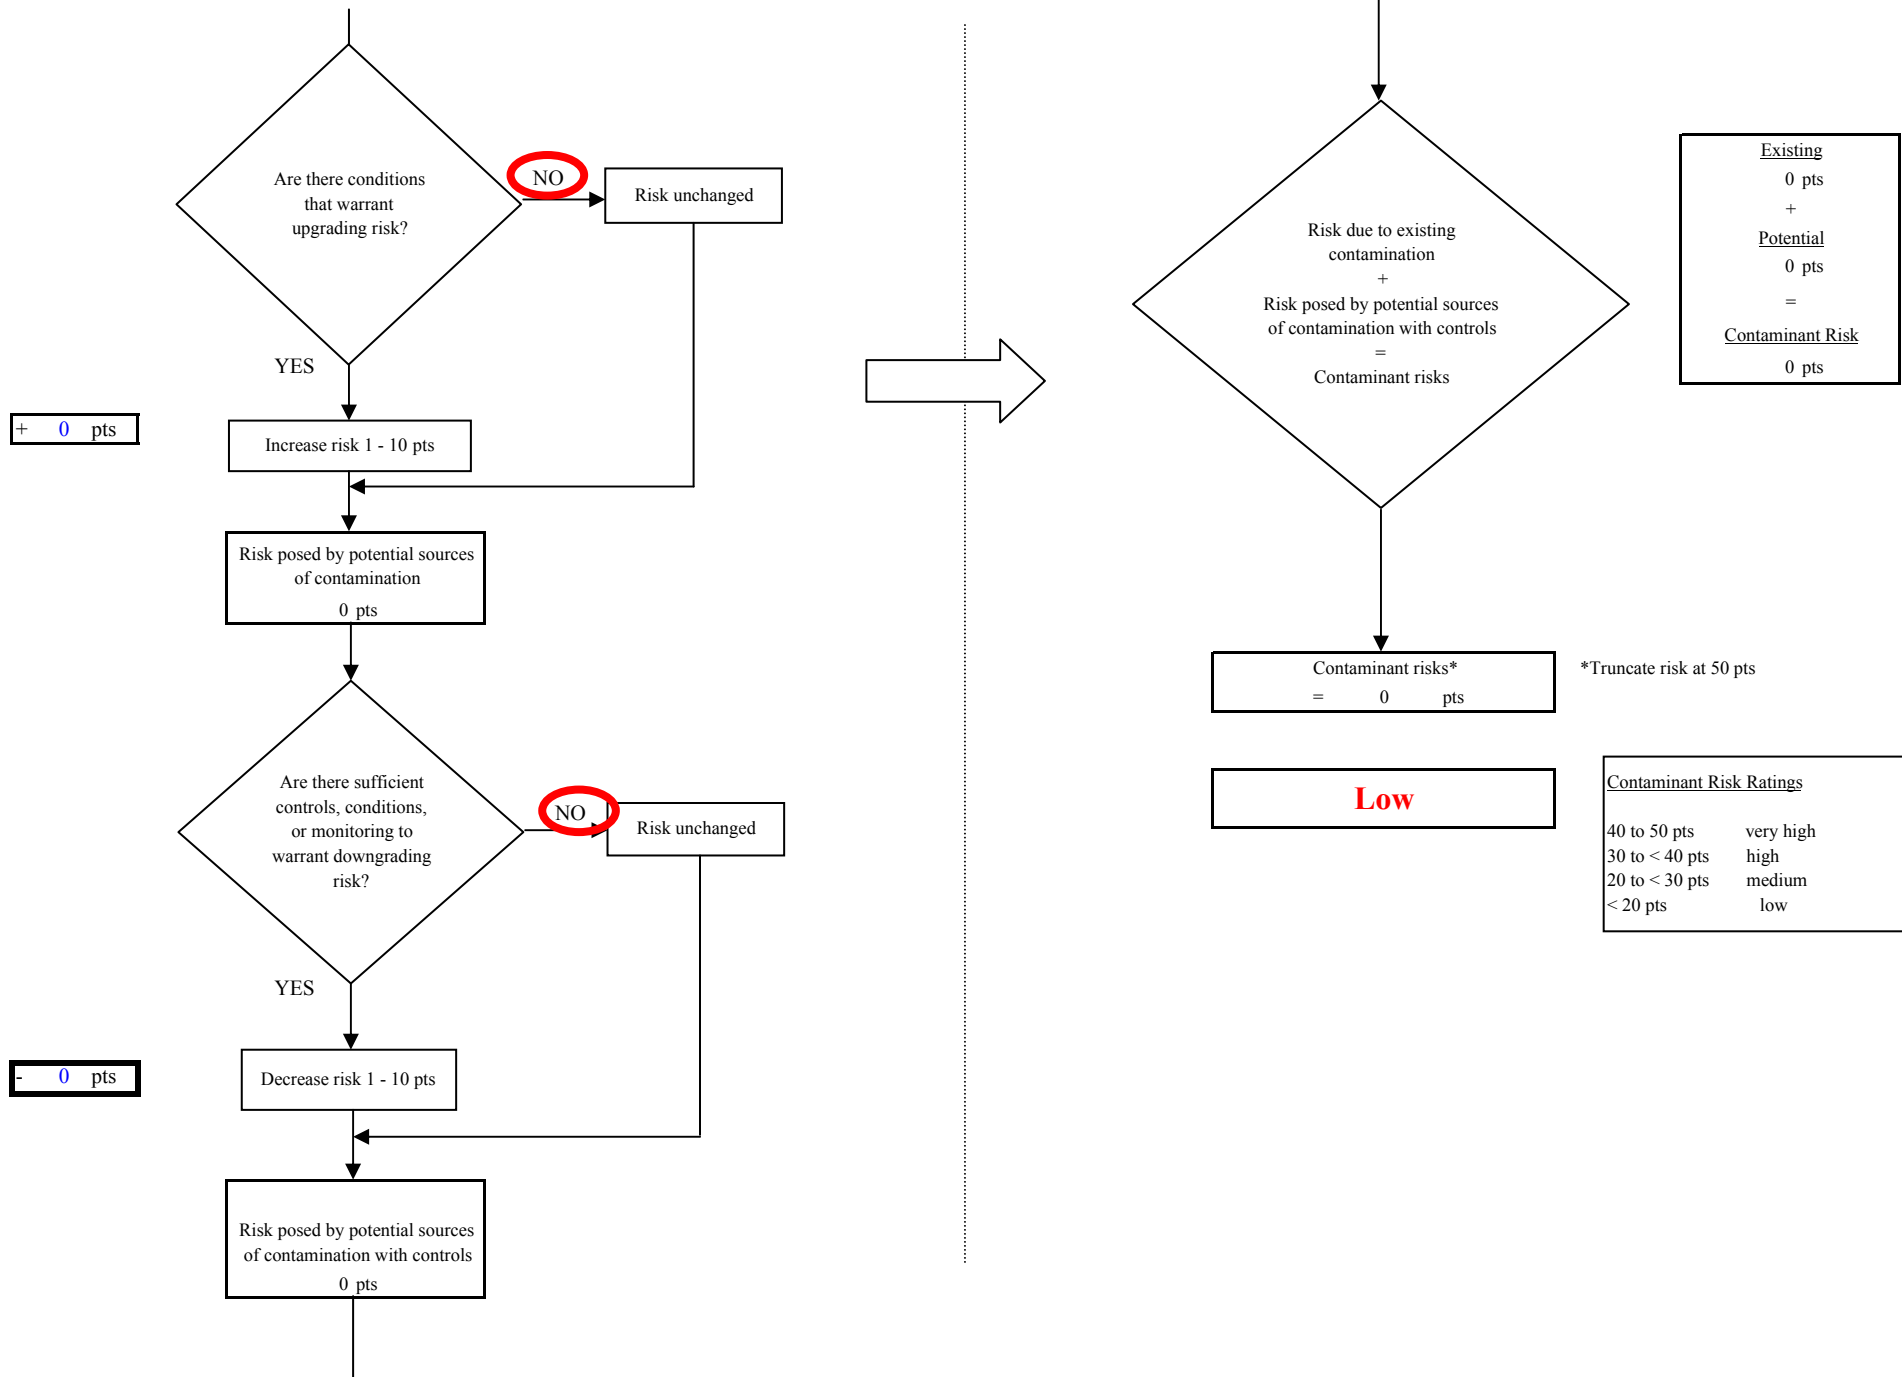 Are there conditions
that warrant
upgrading risk?
NO
Risk unchanged
YES
+ 0 pts
Increase risk 1 - 10 pts
Risk posed by potential sources
of contamination
0 pts
Are there sufficient
controls, conditions,
or monitoring to
warrant downgrading
risk?
NO
Risk unchanged
YES
- 0 pts
Decrease risk 1 - 10 pts
Risk posed by potential sources
of contamination with controls
0 pts
Risk due to existing
contamination
+
Risk posed by potential sources
of contamination with controls
=
Contaminant risks
Existing
0 pts
+
Potential
0 pts
=
Contaminant Risk
0 pts
Contaminant risks*
= 0 pts
*Truncate risk at 50 pts
Low
Contaminant Risk Ratings
40 to 50 pts very high
30 to < 40 pts high
20 to < 30 pts medium
< 20 pts low